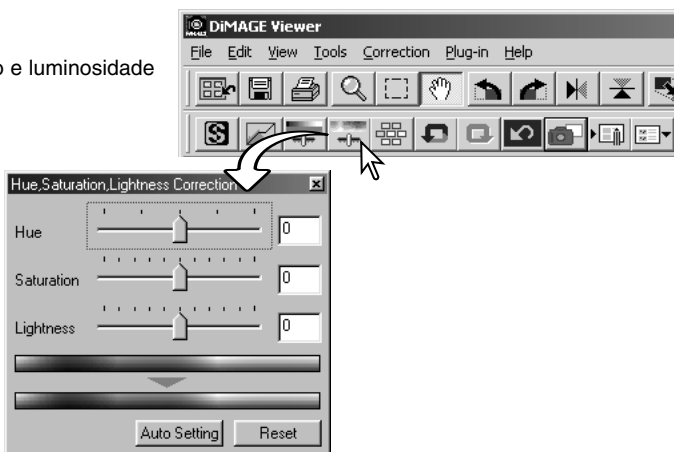 DiMAGE Viewer
File Edit View Tools Correction Plug-in Help
o e luminosidade
Hue,Saturation,Lightness Correction
Hue 0
Saturation 0
Lightness 0
Auto Setting Reset